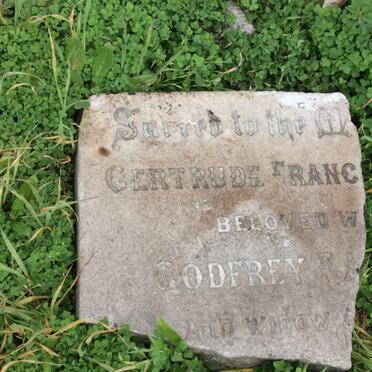 Sacred to the M
GERTRUDE FRANC
BELOVED W
GODFREY
AND WIDOW